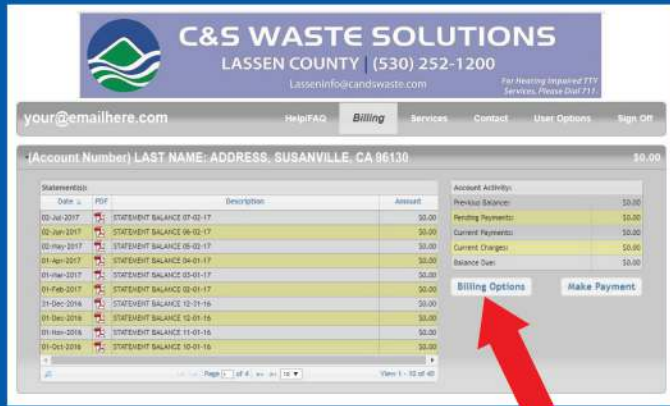 C&S WASTE SOLUTIONS
LASSEN COUNTY | (530) 252-1200
Lasseninfo@candswaste.com
For Hearing Impaired TTY
Services, Please Dial 711.
your@emailhere.com Help/FAQ Billing Services Contact User Options Sign Off
(Account Number) LAST NAME: ADDRESS, SUSANVILLE, CA 96130 $0.00
Statement(s):
Date PDF Description Amount
02-Jul-2017 STATEMENT BALANCE 07-02-17 $0.00
02-Jun-2017 STATEMENT BALANCE 06-02-17 $0.00
02-May-2017 STATEMENT BALANCE 05-02-17 $0.00
01-Apr-2017 STATEMENT BALANCE 04-01-17 $0.00
01-Mar-2017 STATEMENT BALANCE 03-01-17 $0.00
01-Feb-2017 STATEMENT BALANCE 02-01-17 $0.00
31-Dec-2016 STATEMENT BALANCE 12-31-16 $0.00
01-Dec-2016 STATEMENT BALANCE 12-01-16 $0.00
01-Nov-2016 STATEMENT BALANCE 11-01-16 $0.00
01-Oct-2016 STATEMENT BALANCE 10-01-16 $0.00
Page 1 of 4 10 View 1 - 10 of 40
Account Activity:
Previous Balance: $0.00
Pending Payments: $0.00
Current Payments: $0.00
Current Charges: $0.00
Balance Due: $0.00
Billing Options Make Payment